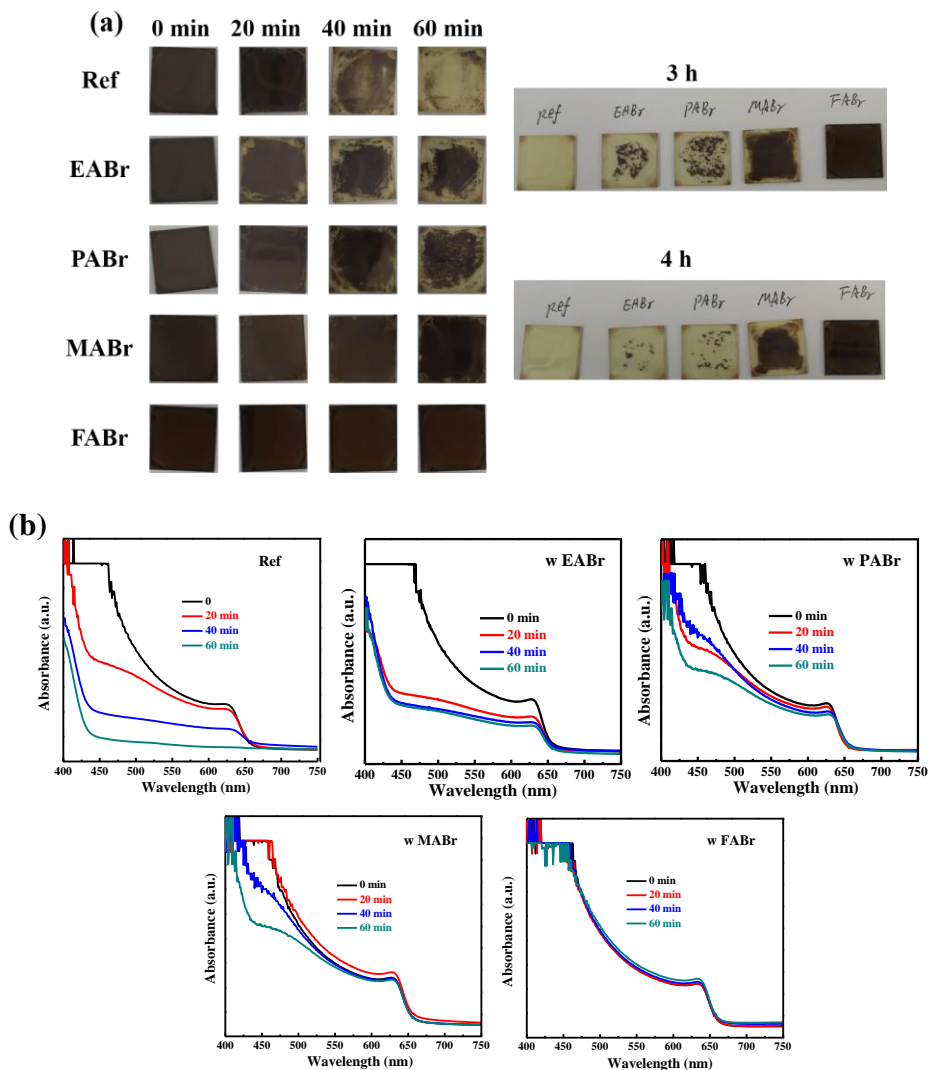 (a)
0 min 20 min 40 min 60 min
Ref
EABr
PABr
MABr
FABr
3 h
Ref EABr PABr MABr FABr
4 h
Ref EABr PABr MABr FABr
(b)
Absorbance (a.u.)
Ref
0
20 min
40 min
60 min
400 450 500 550 600 650 700 750
Wavelength (nm)
Absorbance (a.u.)
w EABr
0 min
20 min
40 min
60 min
400 450 500 550 600 650 700 750
Wavelength (nm)
Absorbance (a.u.)
w PABr
0 min
20 min
40 min
60 min
400 450 500 550 600 650 700 750
Wavelength (nm)
Absorbance (a.u.)
w MABr
0 min
20 min
40 min
60 min
400 450 500 550 600 650 700 750
Wavelength (nm)
Absorbance (a.u.)
w FABr
0 min
20 min
40 min
60 min
400 450 500 550 600 650 700 750
Wavelength (nm)